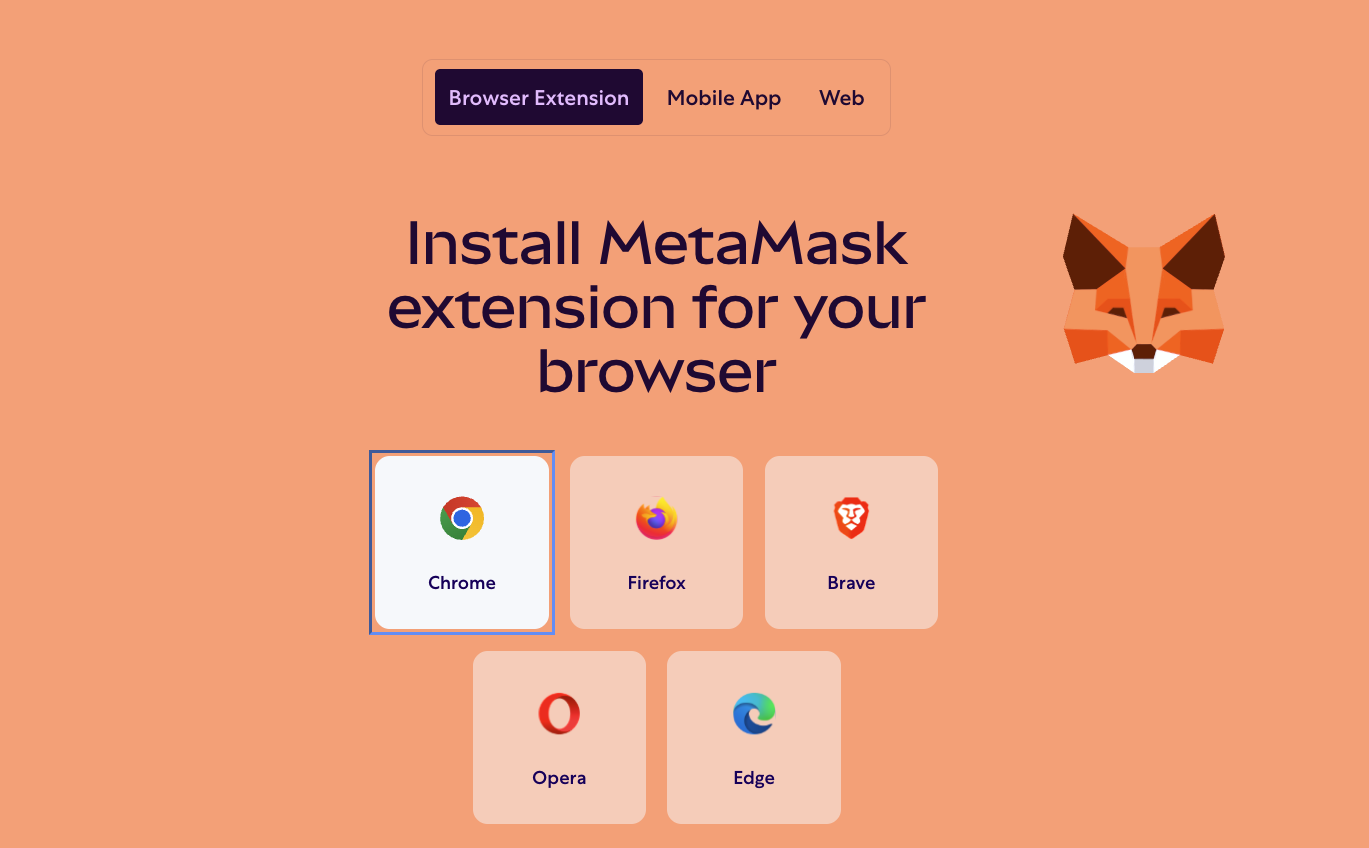 Browser Extension Mobile App Web
Install MetaMask
extension for your
browser
Chrome Firefox Brave
Opera Edge